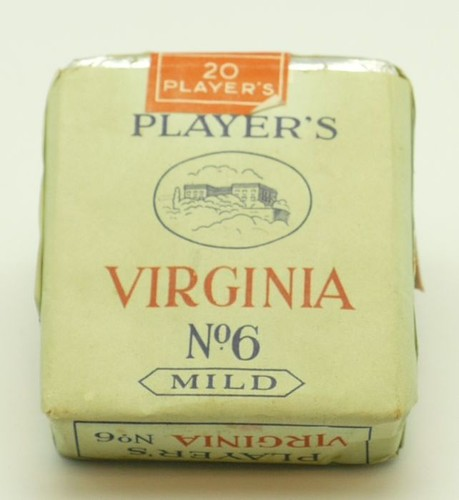 20
PLAYER'S
PLAYER'S
VIRGINIA
Nº6
MILD
PLAYER'S
VIRGINIA Nº6